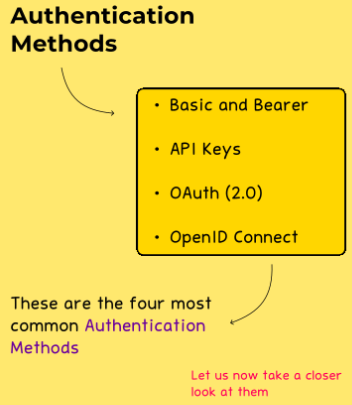 Authentication
Methods
• Basic and Bearer
• API Keys
• OAuth (2.0)
• OpenID Connect
These are the four most
common Authentication
Methods
Let us now take a closer
look at them